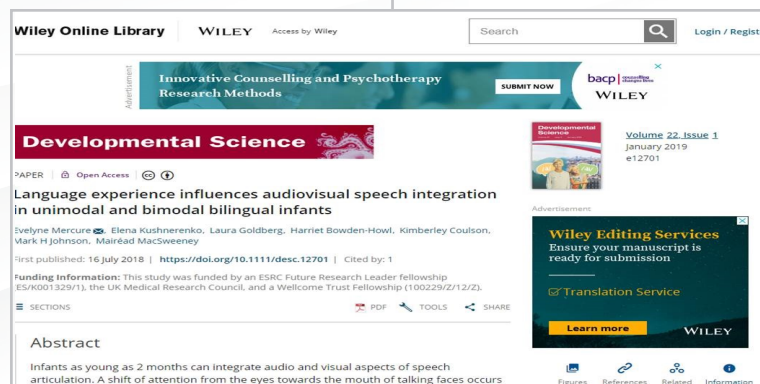 Wiley Online Library WILEY Access by Wiley Search Login / Regist
Advertisement
Innovative Counselling and Psychotherapy
Research Methods
SUBMIT NOW
bacp
WILEY
Developmental Science
PAPER Open Access
Language experience influences audiovisual speech integration
in unimodal and bimodal bilingual infants
Evelyne Mercure, Elena Kushnerenko, Laura Goldberg, Harriet Bowden-Howl, Kimberley Coulson,
Mark H Johnson, Mairéad MacSweeney
First published: 16 July 2018 | https://doi.org/10.1111/desc.12701 | Cited by: 1
Funding Information: This study was funded by an ESRC Future Research Leader fellowship
(ES/K001329/1), the UK Medical Research Council, and a Wellcome Trust Fellowship (100229/Z/12/Z).
SECTIONS PDF TOOLS SHARE
Abstract
Infants as young as 2 months can integrate audio and visual aspects of speech
articulation. A shift of attention from the eyes towards the mouth of talking faces occurs
Developmental
Science
Volume 22, Issue 1
January 2019
e12701
Advertisement
Wiley Editing Services
Ensure your manuscript is
ready for submission
Translation Service
Learn more WILEY
Figures References Related Information